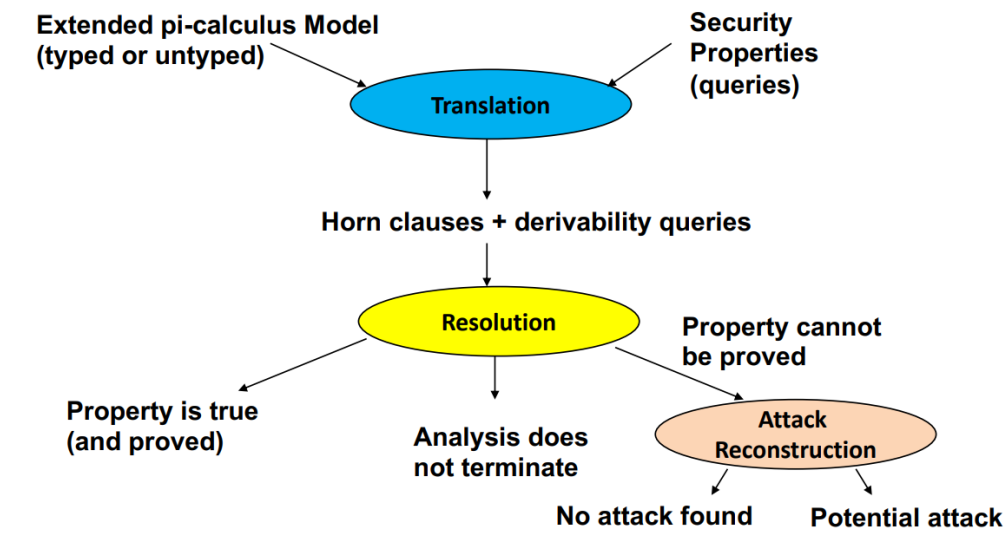 Extended pi-calculus Model
(typed or untyped)
Security
Properties
(queries)
Translation
Horn clauses + derivability queries
Resolution
Property cannot
be proved
Property is true
(and proved)
Analysis does
not terminate
Attack
Reconstruction
No attack found
Potential attack